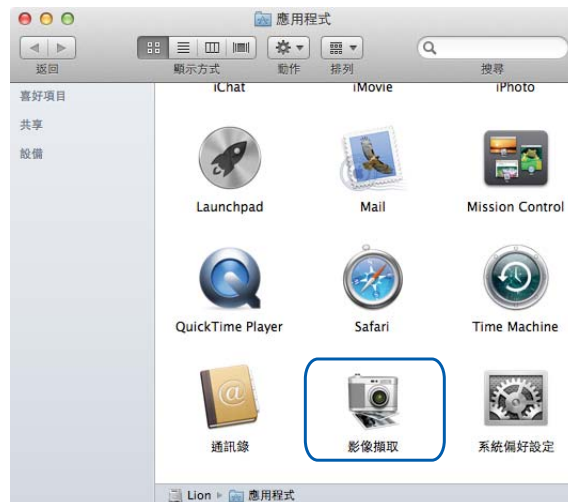 應用程式
返回 顯示方式 動作 排列 搜尋
喜好項目
共享
設備
iChat iMovie iPhoto
Launchpad Mail Mission Control
QuickTime Player Safari Time Machine
通訊錄 影像擷取 系統偏好設定
Lion ▸ 應用程式